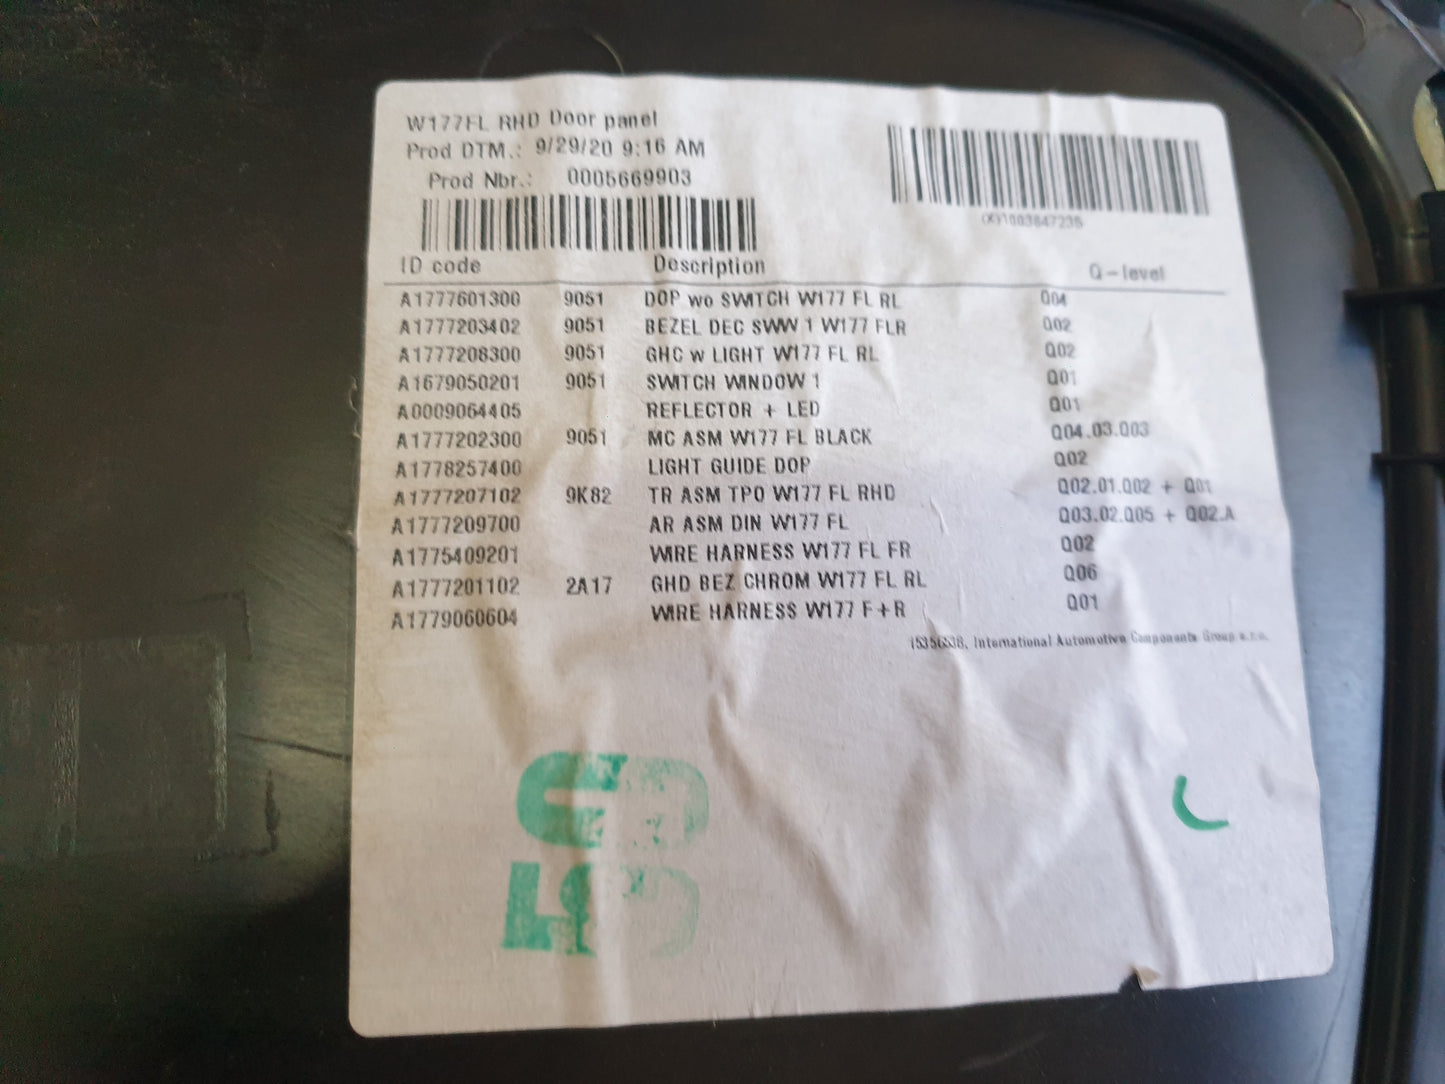 W177FL RHD Door panel
Prod DTM.: 9/29/20 9:16 AM
Prod Nbr.: 0005669903
ID code Description Q-level
A1777601300 9051 DOP wo SWITCH W177 FL RL Q04
A1777203402 9051 BEZEL DEC SWW 1 W177 FLR Q02
A1777208300 9051 GHC w LIGHT W177 FL RL Q02
A1679050201 9051 SWITCH WINDOW 1 Q01
A0009064405 REFLECTOR + LED Q01
A1777202300 9051 MC ASM W177 FL BLACK Q04.03.Q03
A1778257400 LIGHT GUIDE DOP Q02
A1777207102 9K82 TR ASM TPO W177 FL RHD Q02.01.Q02 + Q01
A1777209700 AR ASM DIN W177 FL Q03.02.Q05 + Q02.A
A1775409201 WIRE HARNESS W177 FL FR Q02
A1777201102 2A17 GHD BEZ CHROM W177 FL RL Q06
A1779060604 WIRE HARNESS W177 F+R Q01
International Automotive Components Group s.r.o.